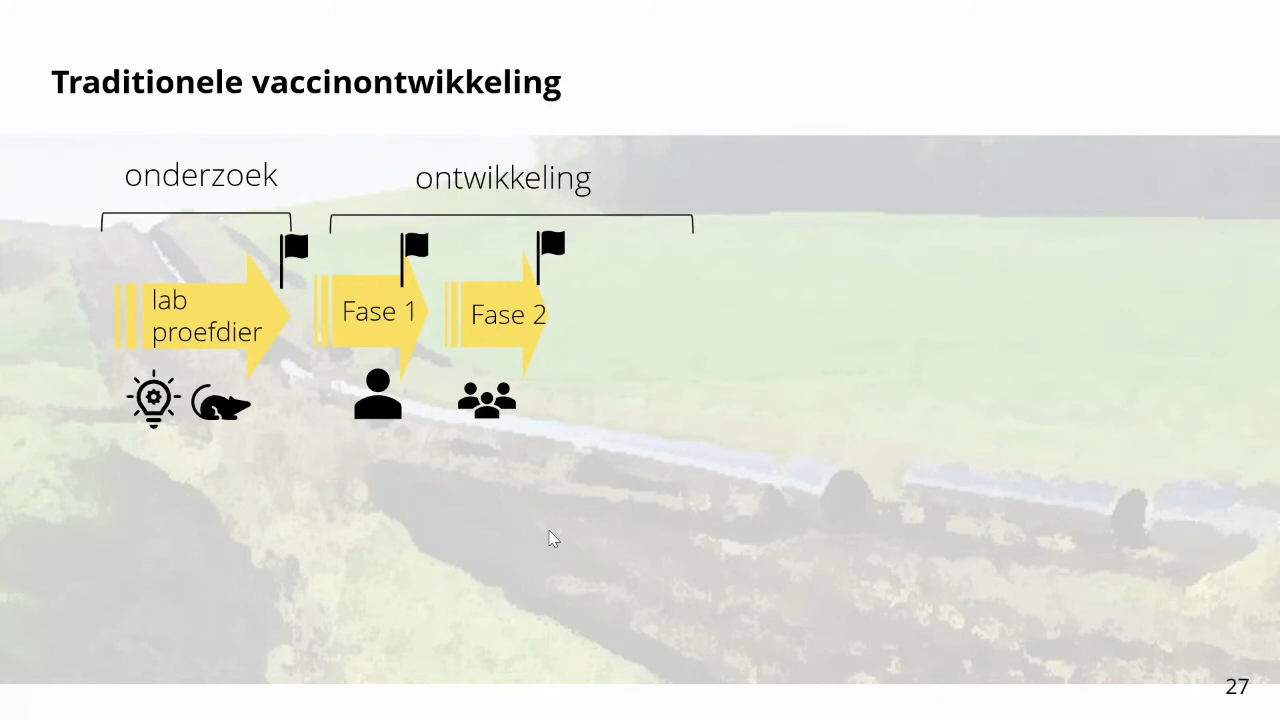 Traditionele vaccinontwikkeling
onderzoek
ontwikkeling
lab
proefdier
Fase 1
Fase 2
27